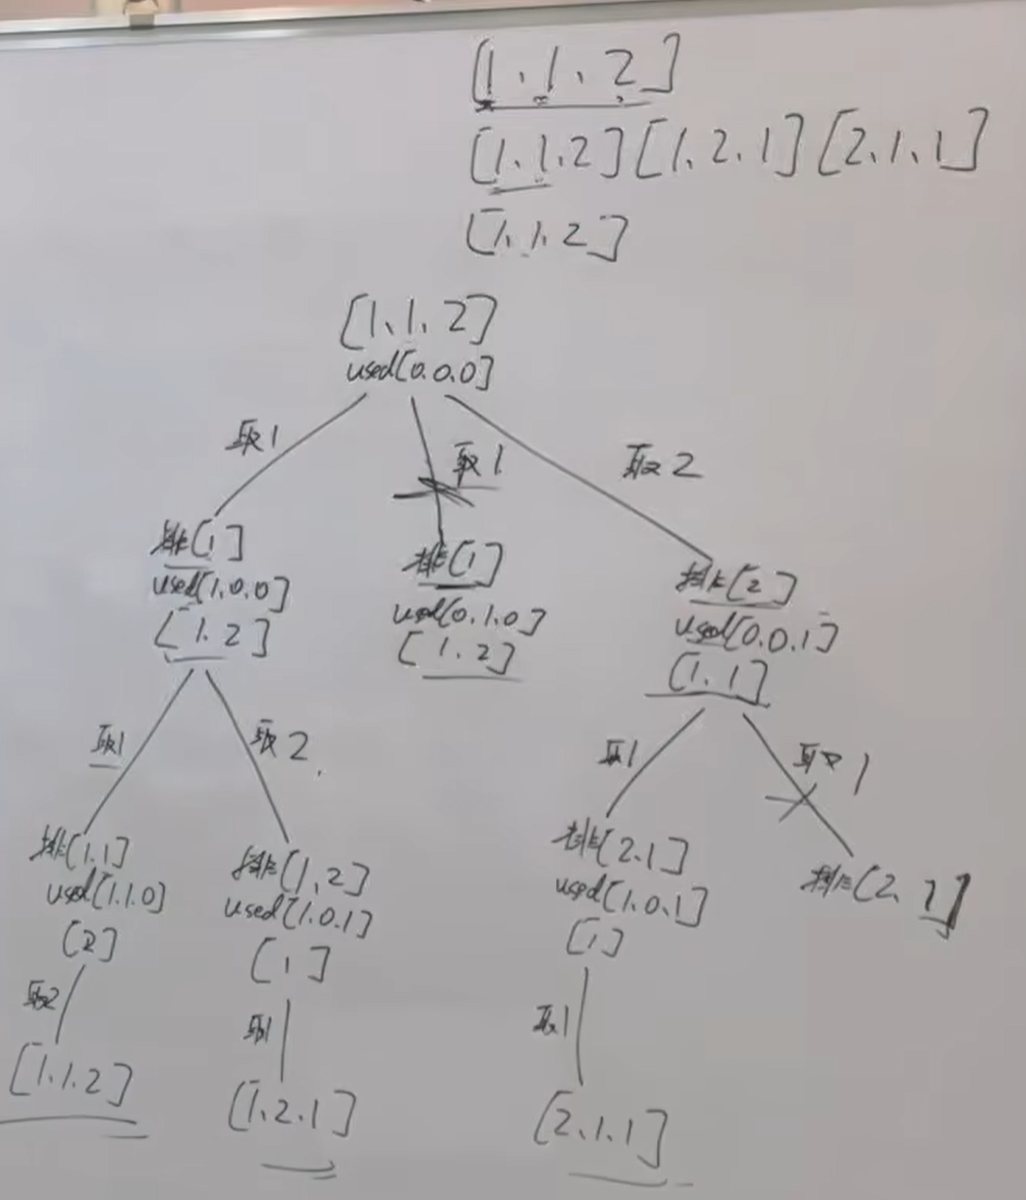 [1,1,2]
[1,1,2] [1,2,1] [2,1,1]
[1,1,2]
[1,1,2]
used[0,0,0]
取1
取1
取2
排[1]
used[1,0,0]
[1,2]
排[1]
used[0,1,0]
[1,2]
排[2]
used[0,0,1]
[1,1]
取1
取2
取1
取1
排[1,1]
used[1,1,0]
[2]
排[1,2]
used[1,0,1]
[1]
排[2,1]
used[1,0,1]
[1]
排[2,1]
取2
取1
取1
[1,1,2]
[1,2,1]
[2,1,1]